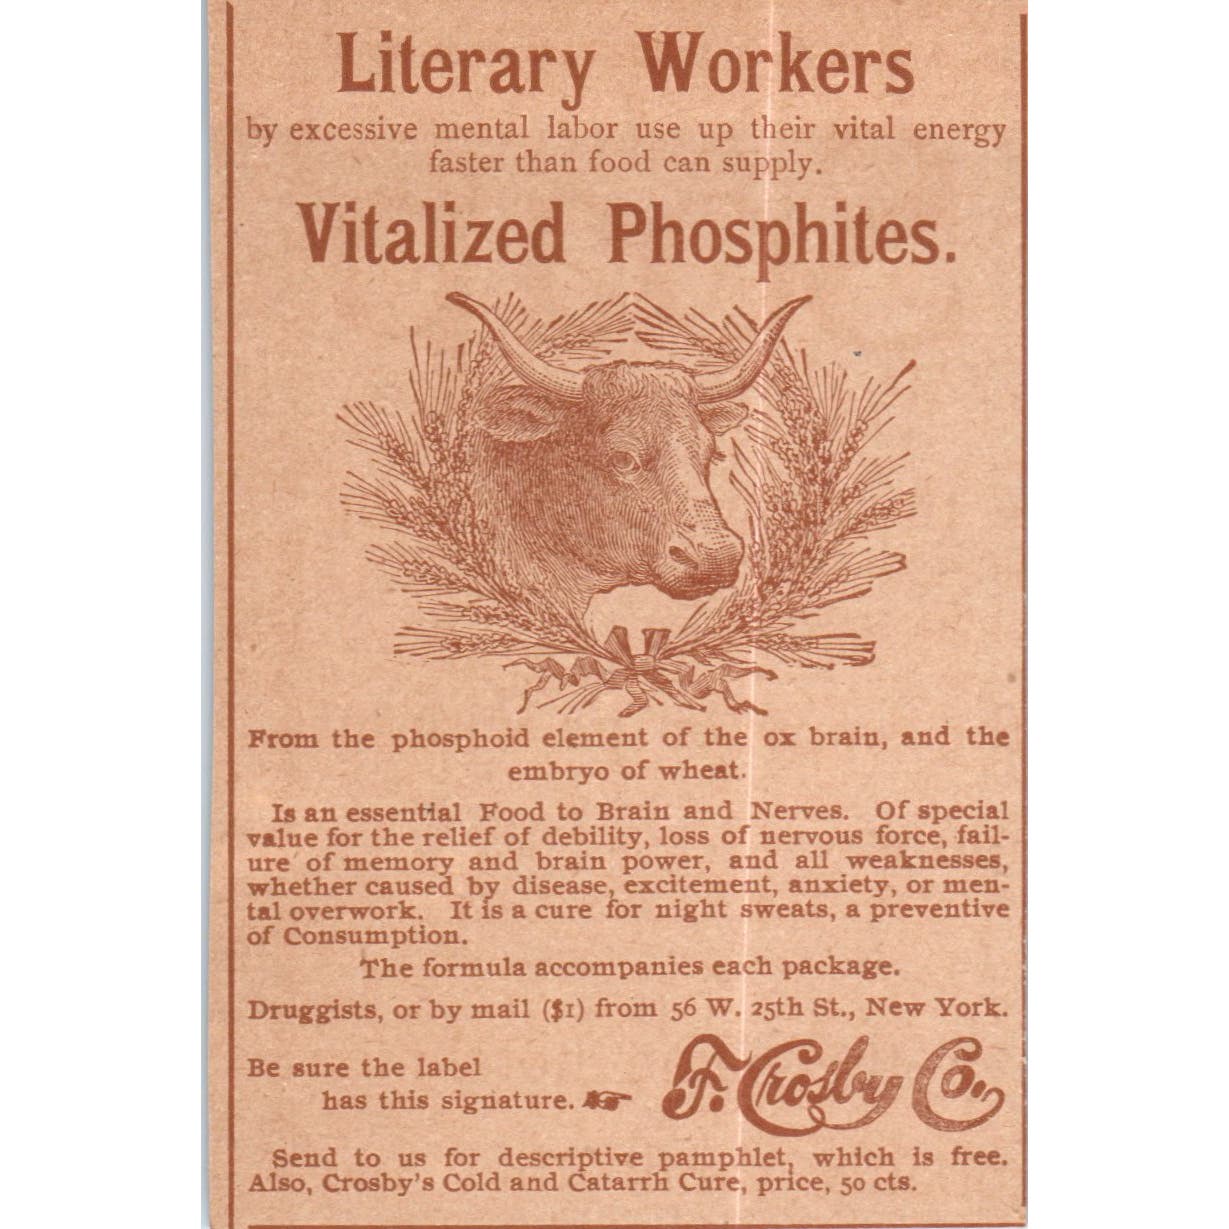 Literary Workers
by excessive mental labor use up their vital energy
faster than food can supply.
Vitalized Phosphites.
From the phosphoid element of the ox brain, and the
embryo of wheat.
Is an essential Food to Brain and Nerves. Of special
value for the relief of debility, loss of nervous force, fail-
ure of memory and brain power, and all weaknesses,
whether caused by disease, excitement, anxiety, or men-
tal overwork. It is a cure for night sweats, a preventive
of Consumption.
The formula accompanies each package.
Druggists, or by mail ($1) from 56 W. 25th St., New York.
Be sure the label
has this signature. ☛ F. Crosby Co.,
Send to us for descriptive pamphlet, which is free.
Also, Crosby's Cold and Catarrh Cure, price, 50 cts.